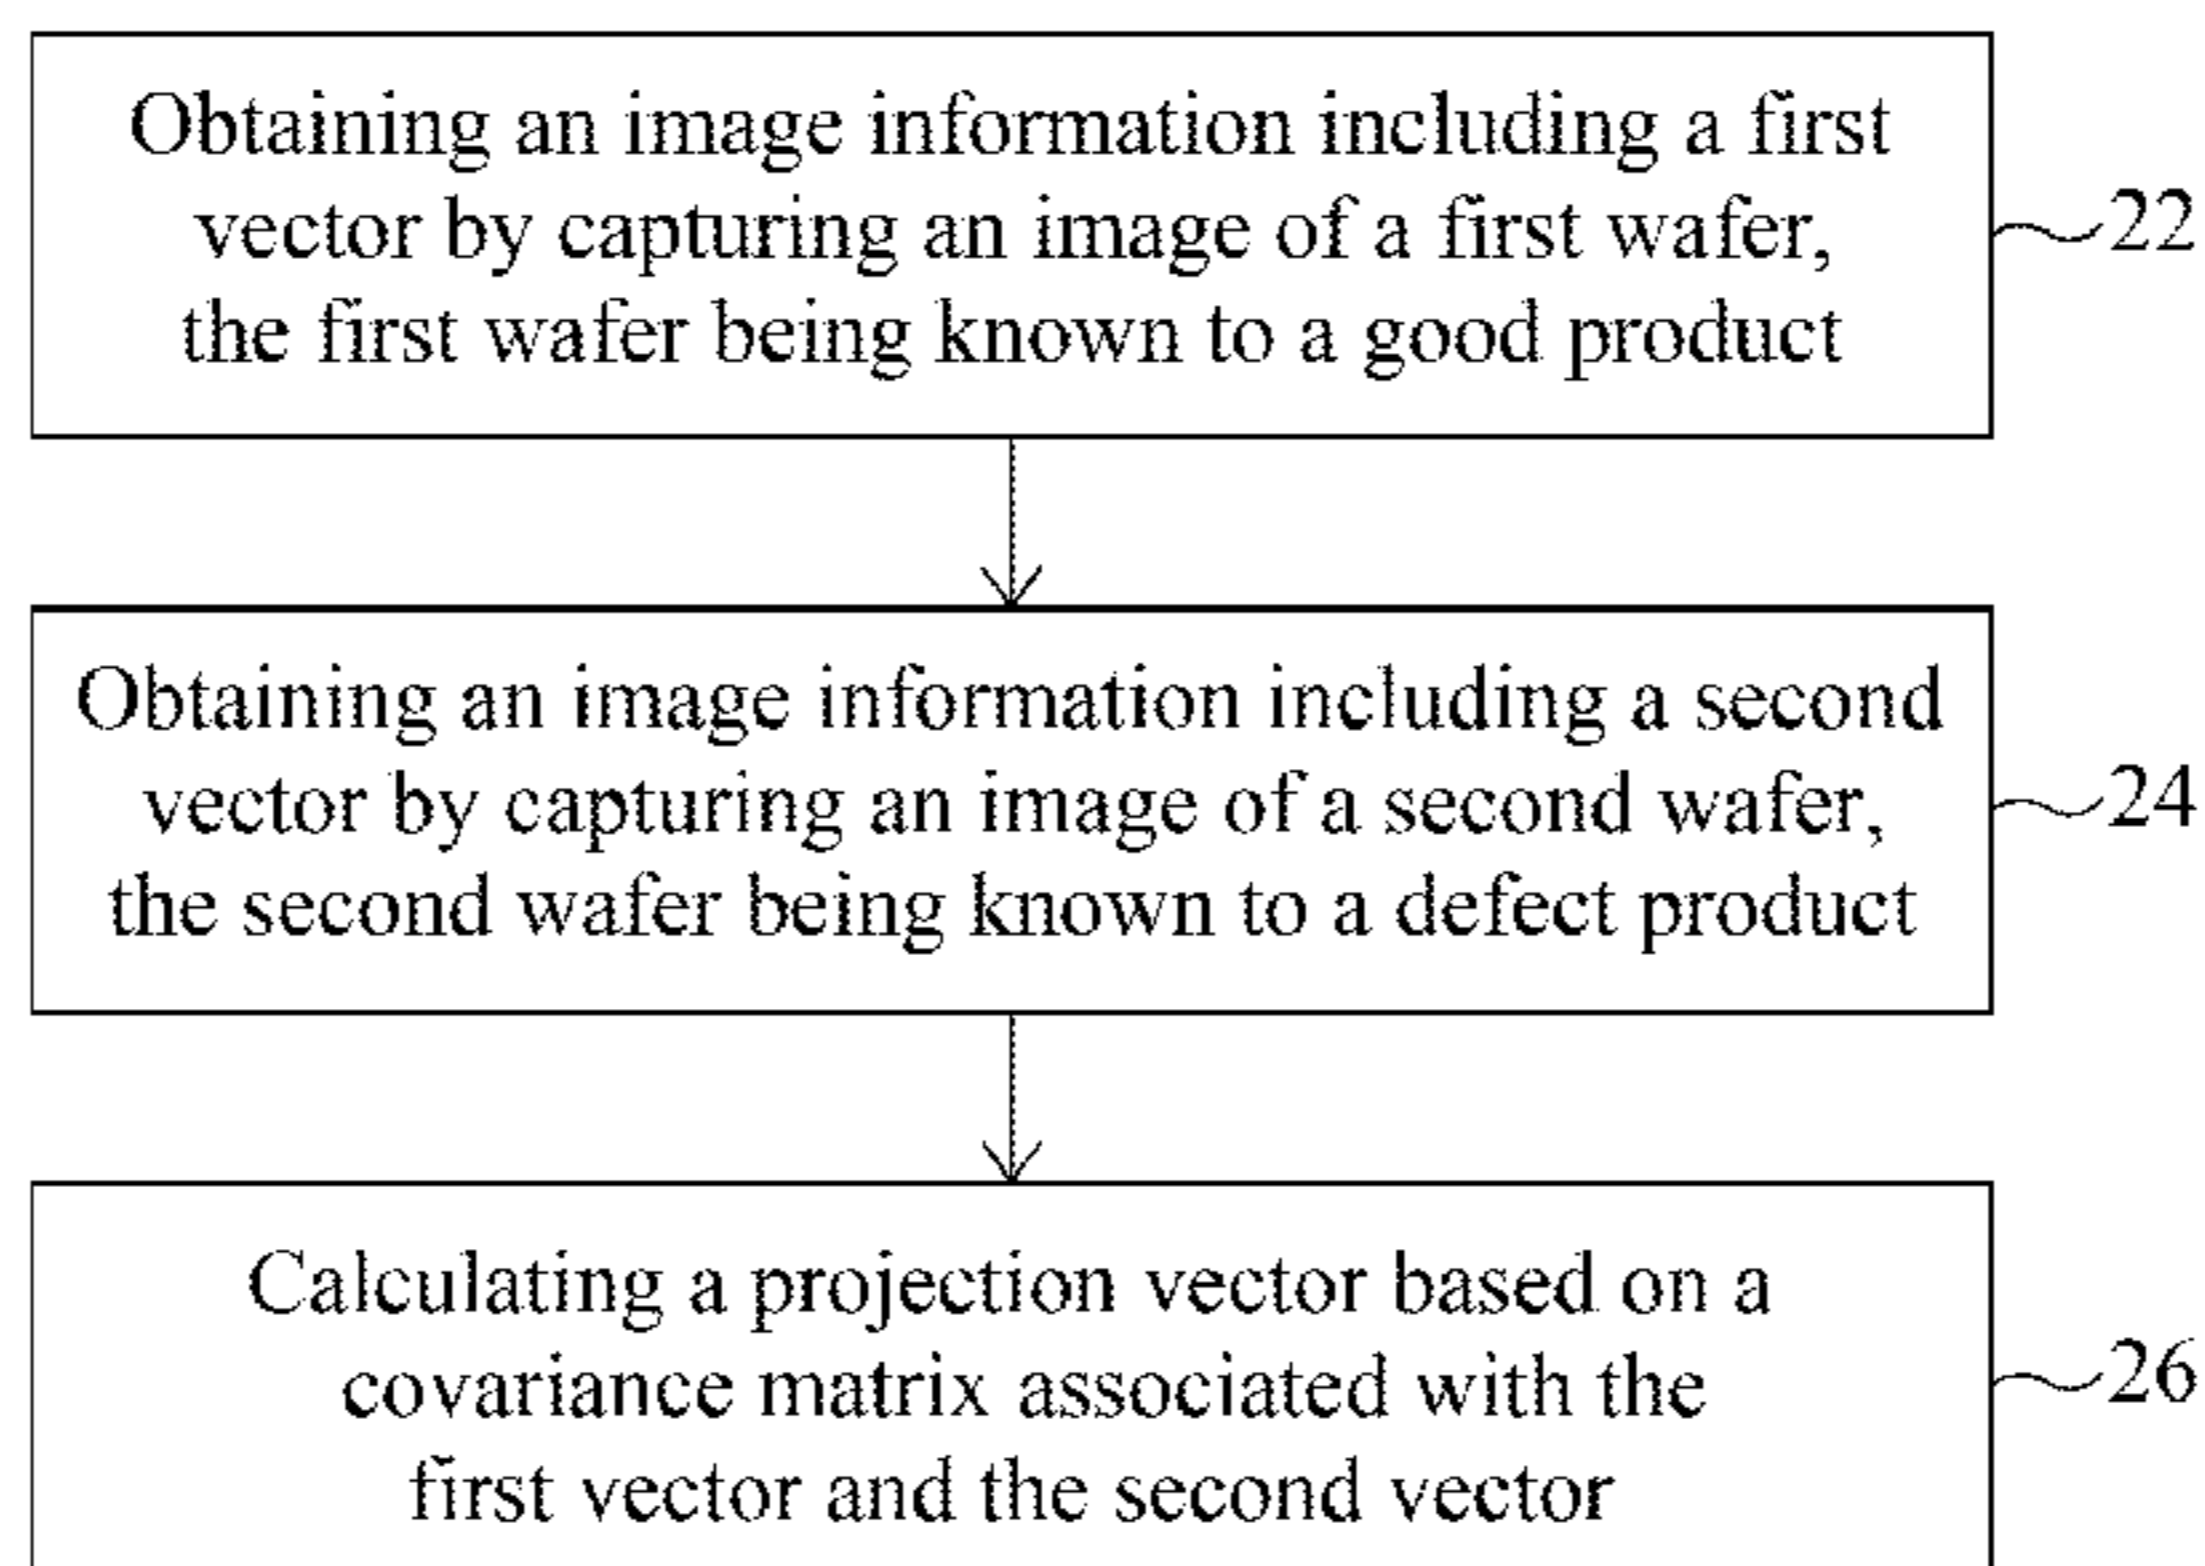 Obtaining an image information including a first
vector by capturing an image of a first wafer,
the first wafer being known to a good product
22
Obtaining an image information including a second
vector by capturing an image of a second wafer,
the second wafer being known to a defect product
24
Calculating a projection vector based on a
covariance matrix associated with the
first vector and the second vector
26